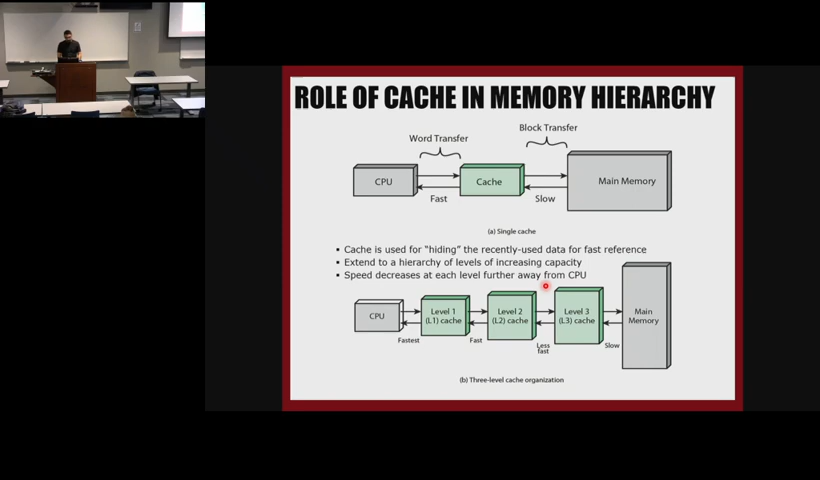 ROLE OF CACHE IN MEMORY HIERARCHY
Block Transfer
Word Transfer
CPU
Cache
Main Memory
Fast
Slow
(a) Single cache
▪ Cache is used for “hiding” the recently-used data for fast reference
▪ Extend to a hierarchy of levels of increasing capacity
▪ Speed decreases at each level further away from CPU
CPU
Level 1
(L1) cache
Level 2
(L2) cache
Level 3
(L3) cache
Main
Memory
Fastest
Fast
Less
fast
Slow
(b) Three-level cache organization